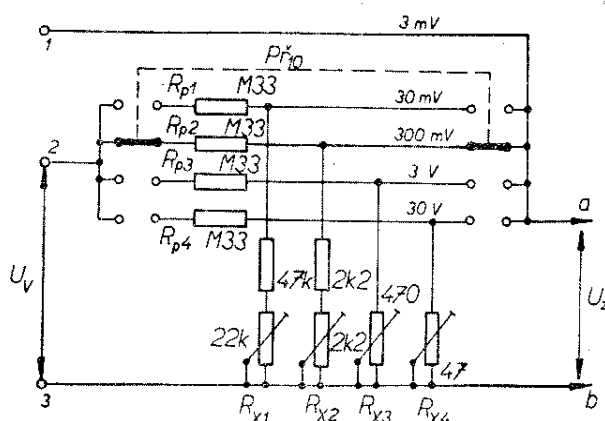 1
3 mV
Př10
Rp1 M33
30 mV
Rp2 M33
300 mV
2
Rp3
3 V
M33
30 V
Rp4
M33
a
Uv
47k
2k2
470
22k
2k2
47
3
b
Rx1
Rx2
Rx3
Rx4